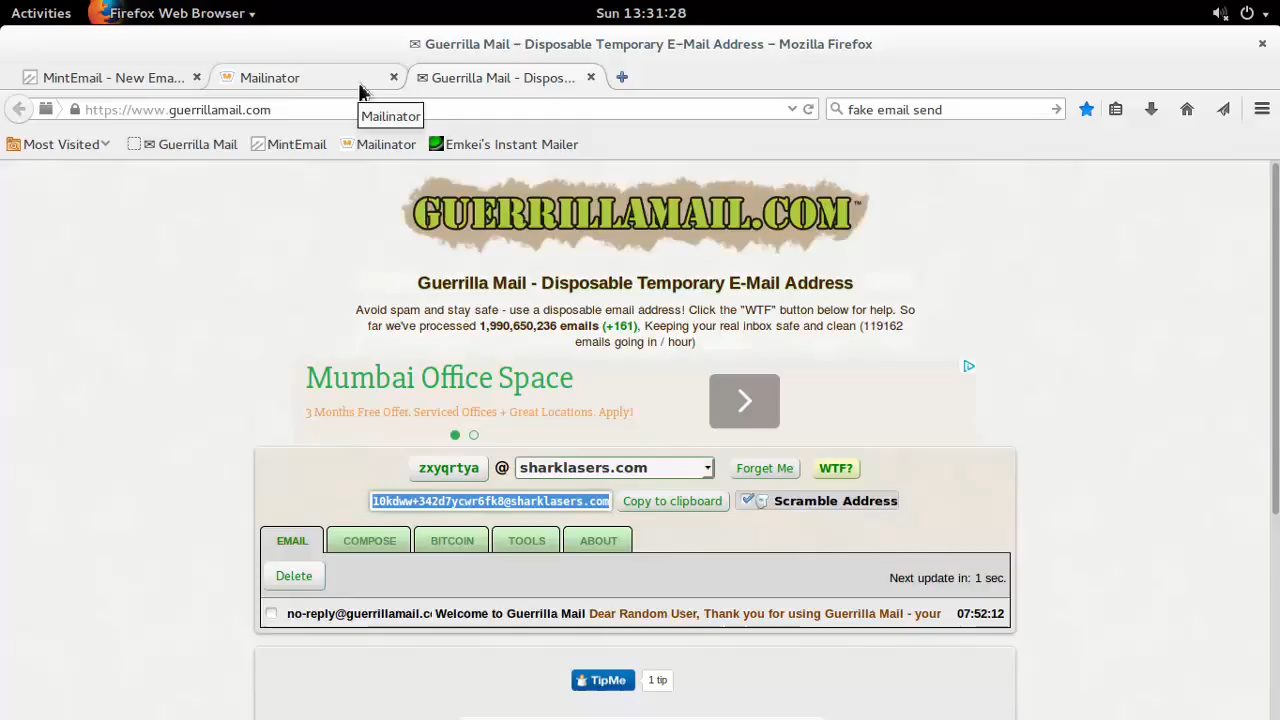 Activities Firefox Web Browser Sun 13:31:28
✉ Guerrilla Mail – Disposable Temporary E-Mail Address – Mozilla Firefox
MintEmail - New Ema... Mailinator ✉ Guerrilla Mail - Dispos...
https://www.guerrillamail.com fake email send
Mailinator
Most Visited ✉ Guerrilla Mail MintEmail Mailinator Emkei's Instant Mailer
GUERRILLAMAIL.COM™
Guerrilla Mail - Disposable Temporary E-Mail Address
Avoid spam and stay safe - use a disposable email address! Click the "WTF" button below for help. So
far we've processed 1,990,650,236 emails (+161), Keeping your real inbox safe and clean (119162
emails going in / hour)
Mumbai Office Space
3 Months Free Offer. Serviced Offices + Great Locations. Apply!
zxyqrtya @ sharklasers.com Forget Me WTF?
10kdww+342d7ycwr6fk8@sharklasers.com Copy to clipboard Scramble Address
EMAIL COMPOSE BITCOIN TOOLS ABOUT
Delete Next update in: 1 sec.
no-reply@guerrillamail.c Welcome to Guerrilla Mail Dear Random User, Thank you for using Guerrilla Mail - your 07:52:12
TipMe 1 tip